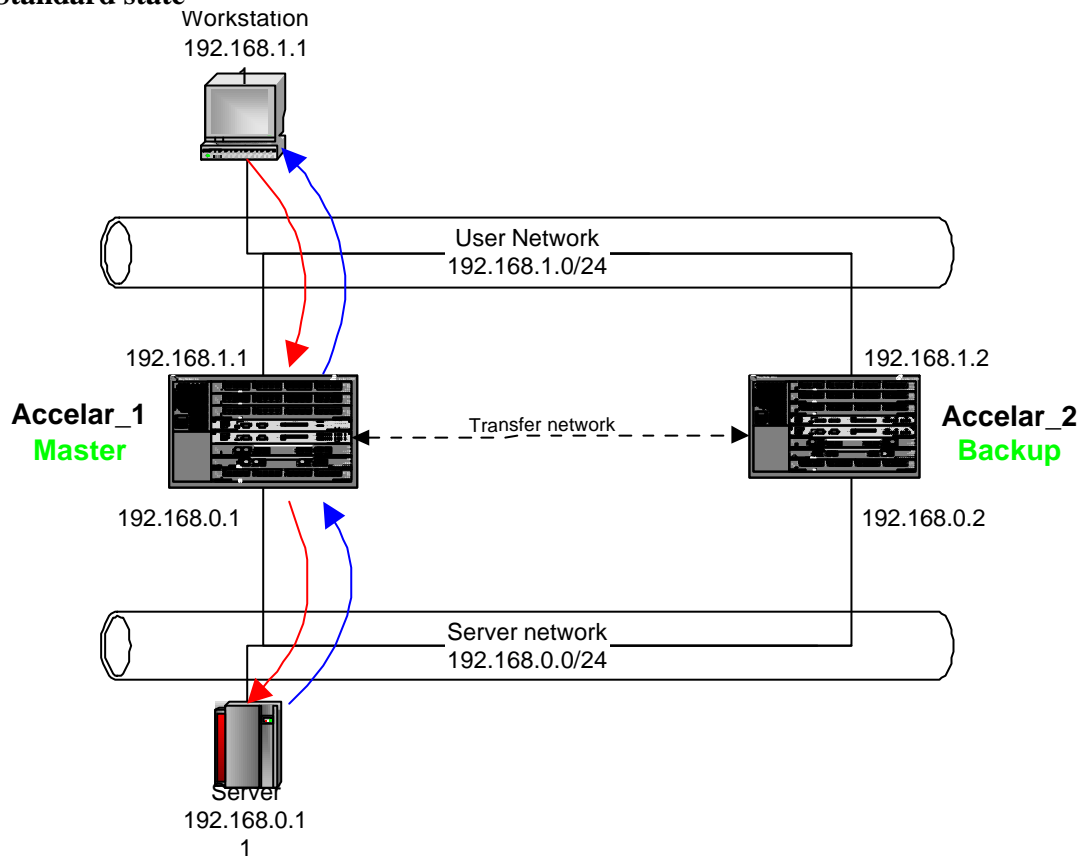 Standard state
Workstation
192.168.1.1
1
User Network
192.168.1.0/24
192.168.1.1
192.168.1.2
Accelar_1
Master
Transfer network
Accelar_2
Backup
192.168.0.1
192.168.0.2
Server network
192.168.0.0/24
Server
192.168.0.1
1